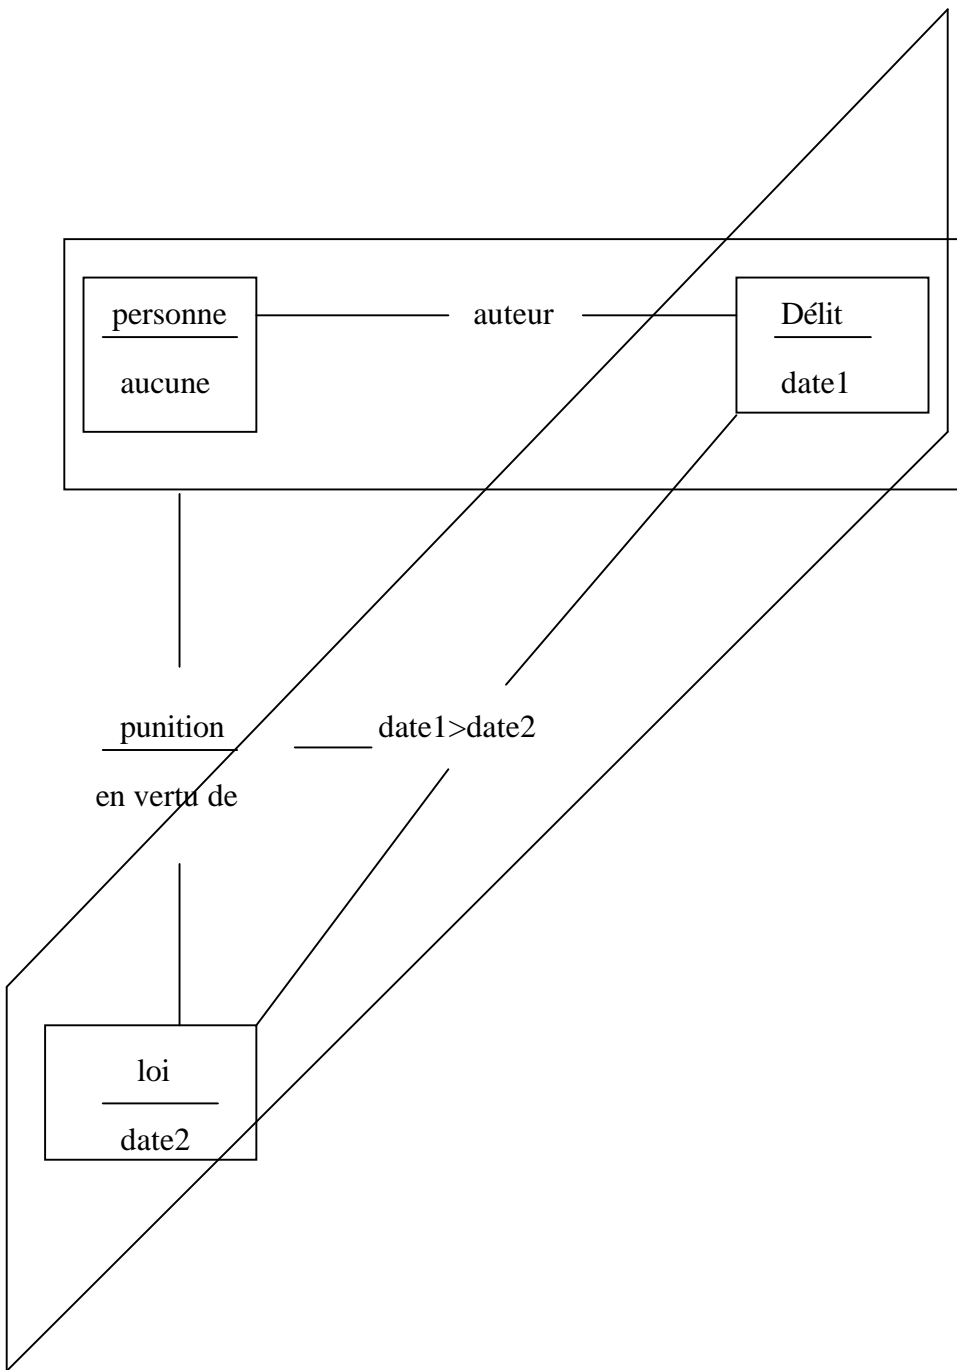 personne
auteur
Délit
aucune
date1
punition
date1>date2
en vertu de
loi
date2